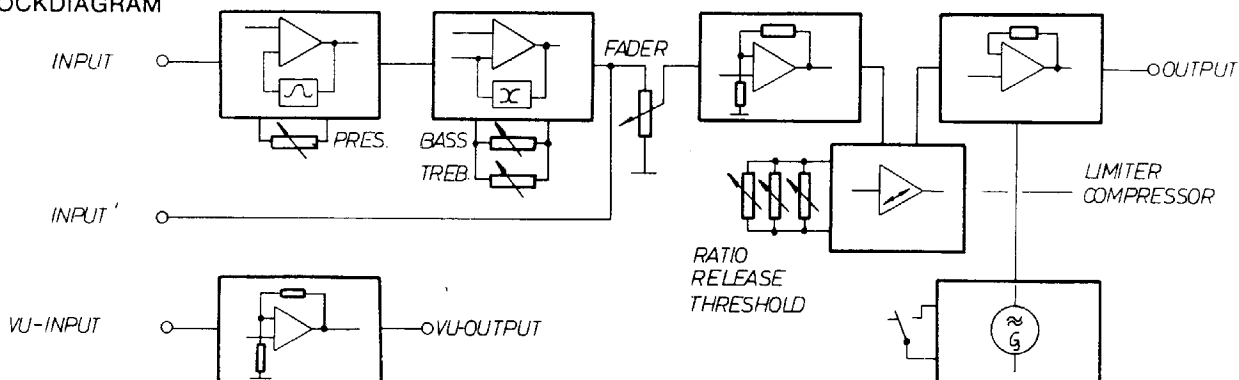 OCKDIAGRAM
INPUT
PRES.
BASS
TREB.
FADER
OUTPUT
INPUT'
RATIO
RELEASE
THRESHOLD
LIMITER
COMPRESSOR
VU-INPUT
VU-OUTPUT
G